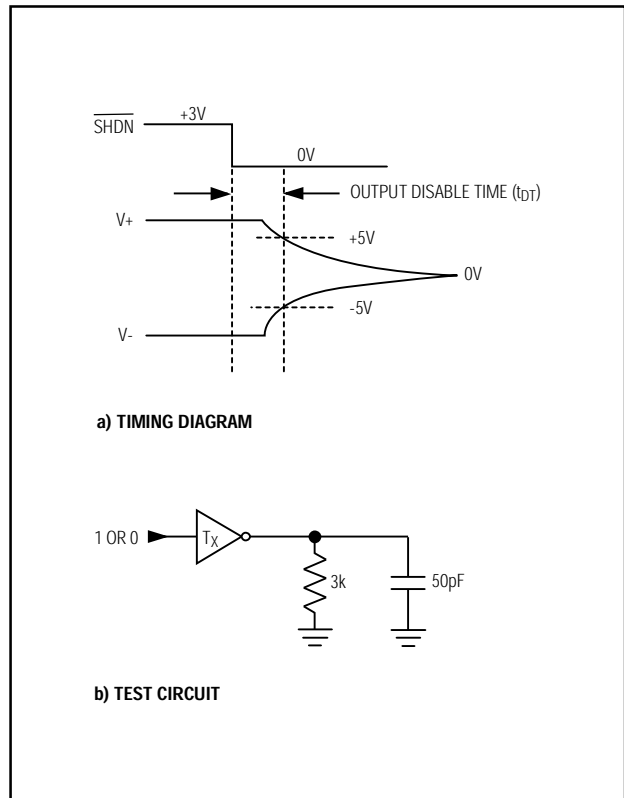 +3V
SHDN
0V
OUTPUT DISABLE TIME (tDT)
V+
+5V
0V
-5V
V-
a) TIMING DIAGRAM
1 OR 0
TX
3k
50pF
b) TEST CIRCUIT